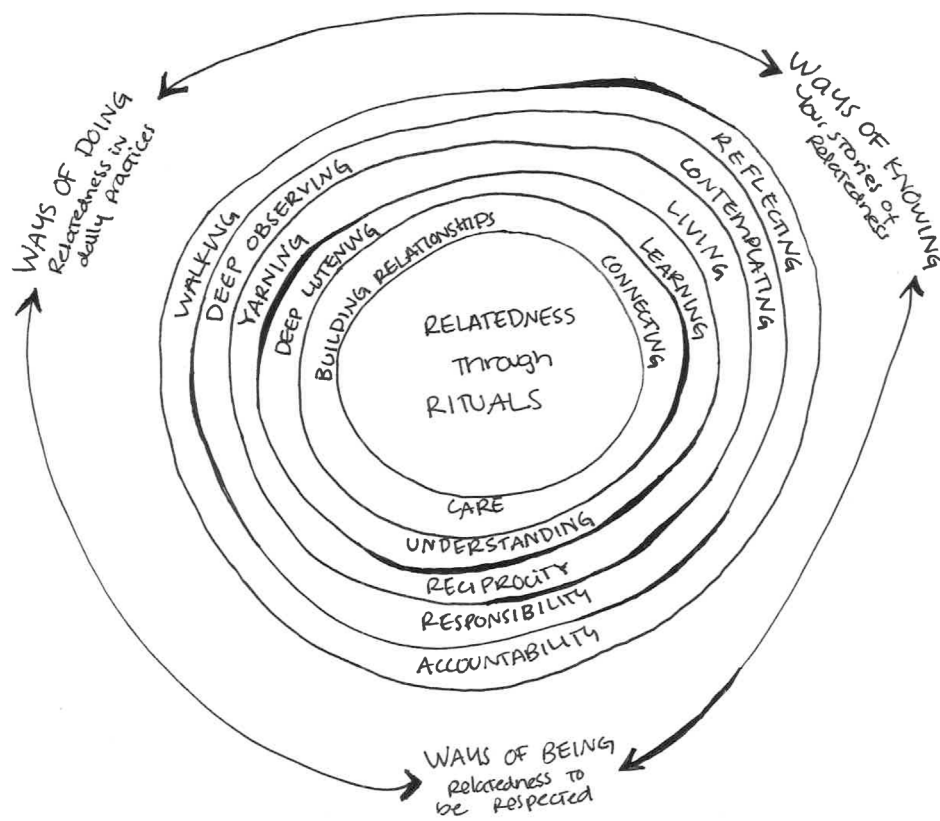 WAYS OF DOING
Relatedness in
daily practices
WAYS OF KNOWING
Your stories of
Relatedness
WALKING
DEEP OBSERVING
YARNING
DEEP LISTENING
BUILDING RELATIONSHIPS
REFLECTING
CONTEMPLATING
LIVING
LEARNING
CONNECTING
RELATEDNESS
Through
RITUALS
CARE
UNDERSTANDING
RECIPROCITY
RESPONSIBILITY
ACCOUNTABILITY
WAYS OF BEING
Relatedness to
be Respected